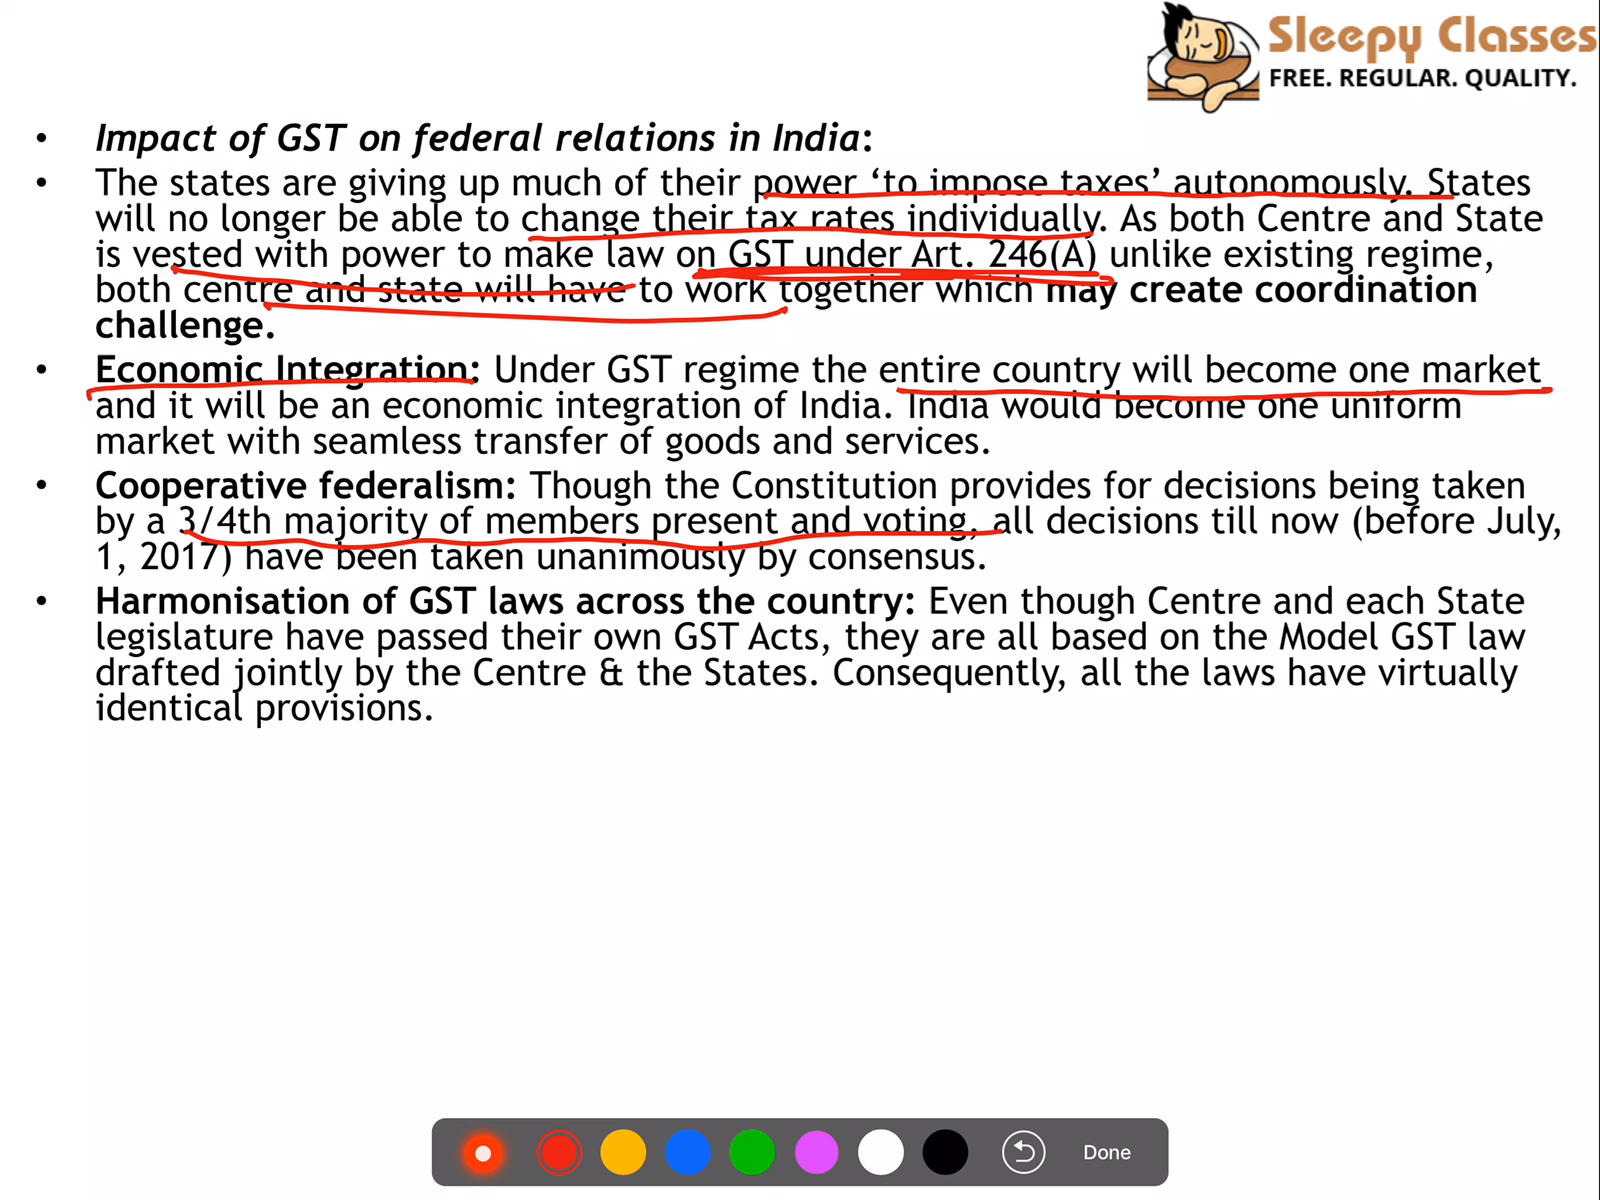 Sleepy Classes
FREE. REGULAR. QUALITY.
• Impact of GST on federal relations in India:
• The states are giving up much of their power ‘to impose taxes’ autonomously. States
will no longer be able to change their tax rates individually. As both Centre and State
is vested with power to make law on GST under Art. 246(A) unlike existing regime,
both centre and state will have to work together which may create coordination
challenge.
• Economic Integration: Under GST regime the entire country will become one market
and it will be an economic integration of India. India would become one uniform
market with seamless transfer of goods and services.
• Cooperative federalism: Though the Constitution provides for decisions being taken
by a 3/4th majority of members present and voting, all decisions till now (before July,
1, 2017) have been taken unanimously by consensus.
• Harmonisation of GST laws across the country: Even though Centre and each State
legislature have passed their own GST Acts, they are all based on the Model GST law
drafted jointly by the Centre & the States. Consequently, all the laws have virtually
identical provisions.
Done